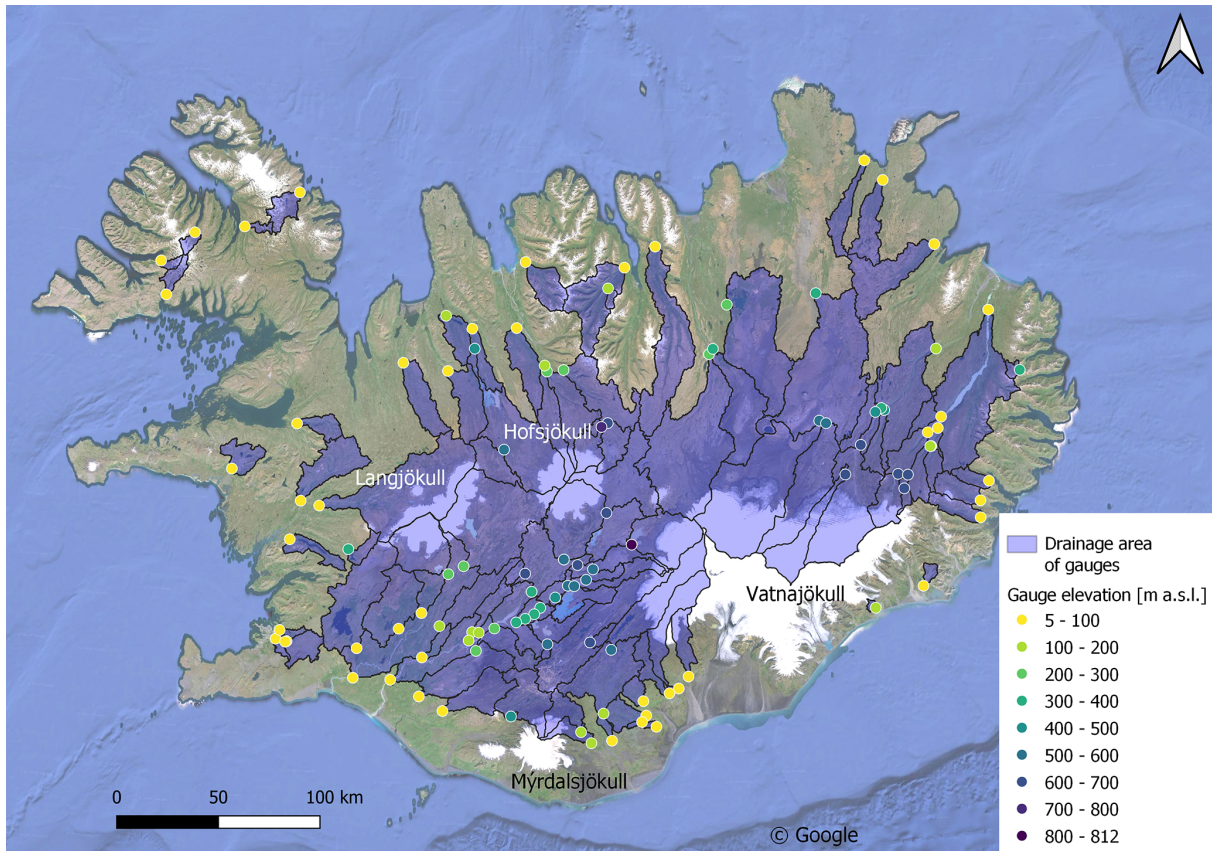 Hofsjökull
Langjökull
Vatnajökull
Mýrdalsjökull
Drainage area
of gauges
Gauge elevation [m a.s.l.]
5 - 100
100 - 200
200 - 300
300 - 400
400 - 500
500 - 600
600 - 700
700 - 800
800 - 812
0 50 100 km
© Google